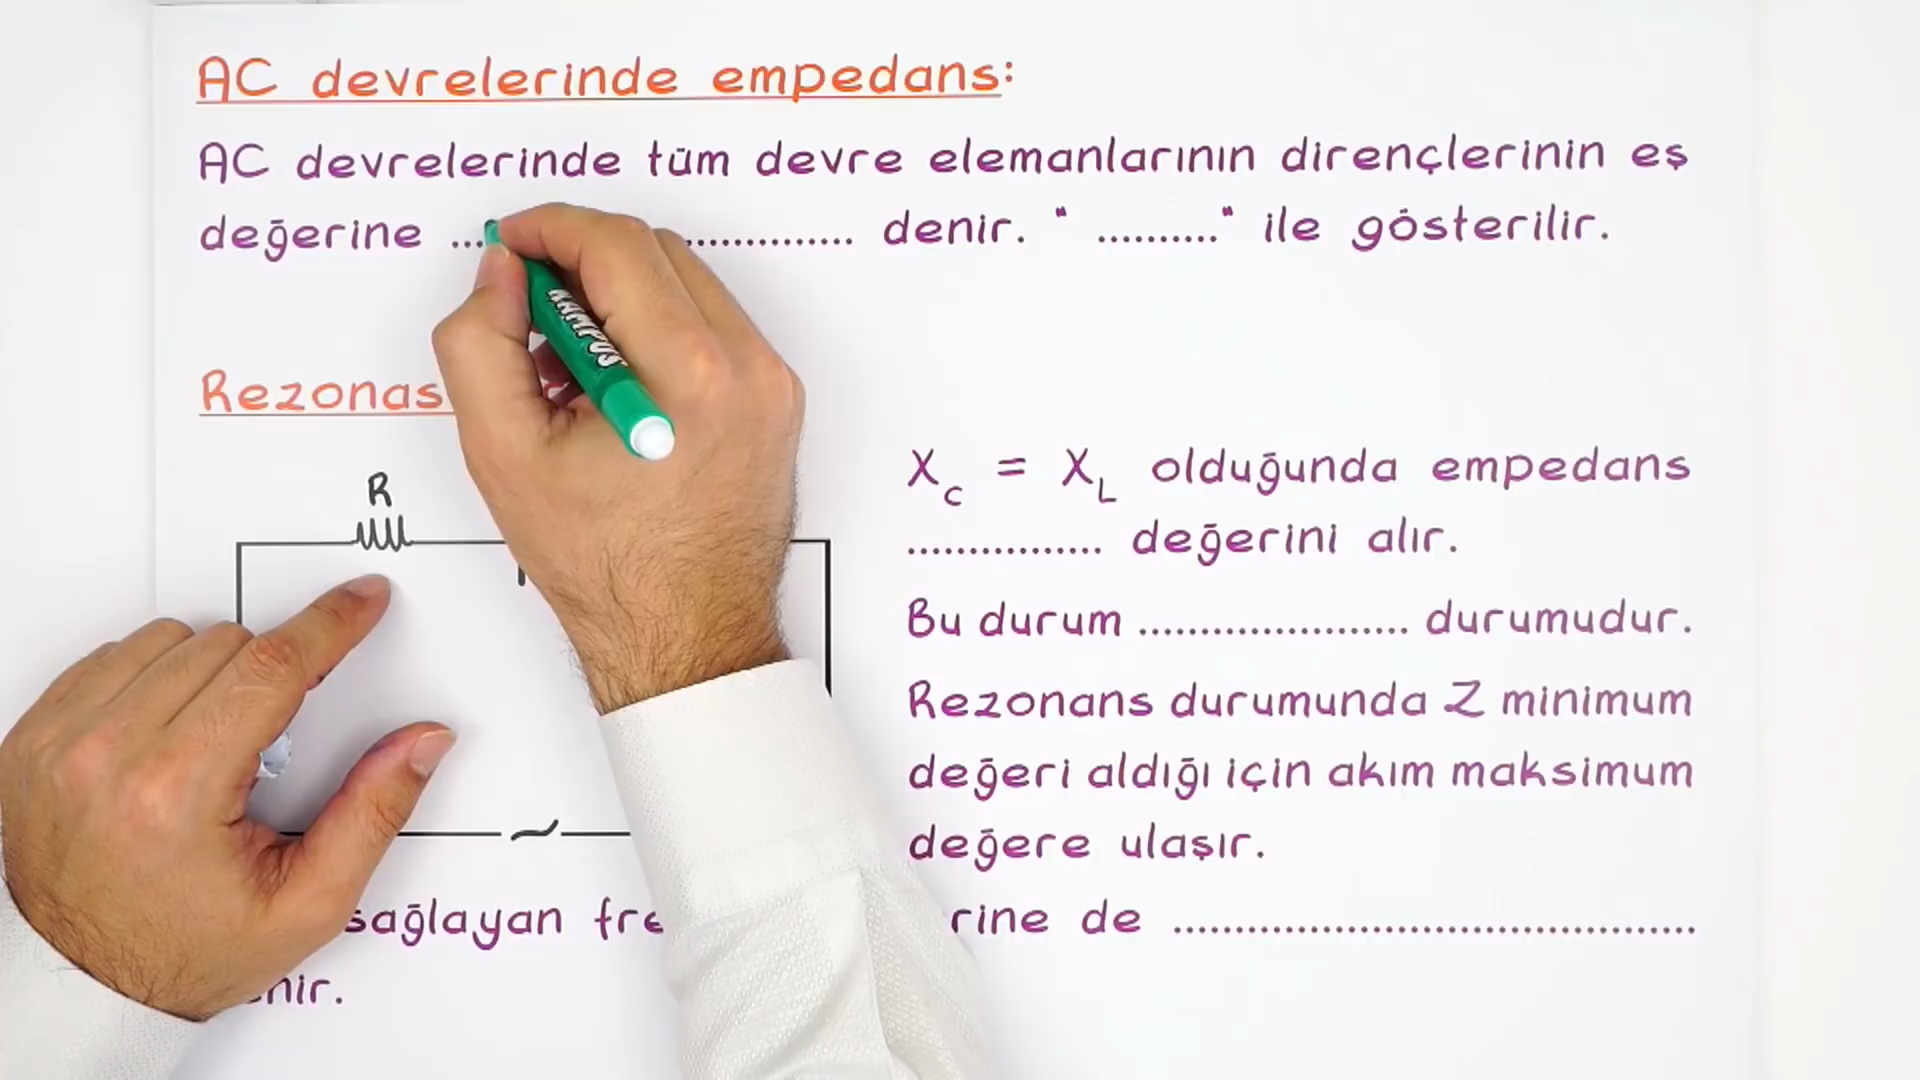 AC devrelerinde empedans:
AC devrelerinde tüm devre elemanlarının dirençlerinin eş
değerine ... .............. denir. " .......... " ile gösterilir.
KAMPUS
Rezonas
R
X_C = X_L olduğunda empedans
................ değerini alır.
Bu durum ...................... durumudur.
Rezonans durumunda Z minimum
değeri aldığı için akım maksimum
değere ulaşır.
sağlayan fre rine de ...........................................
nir.